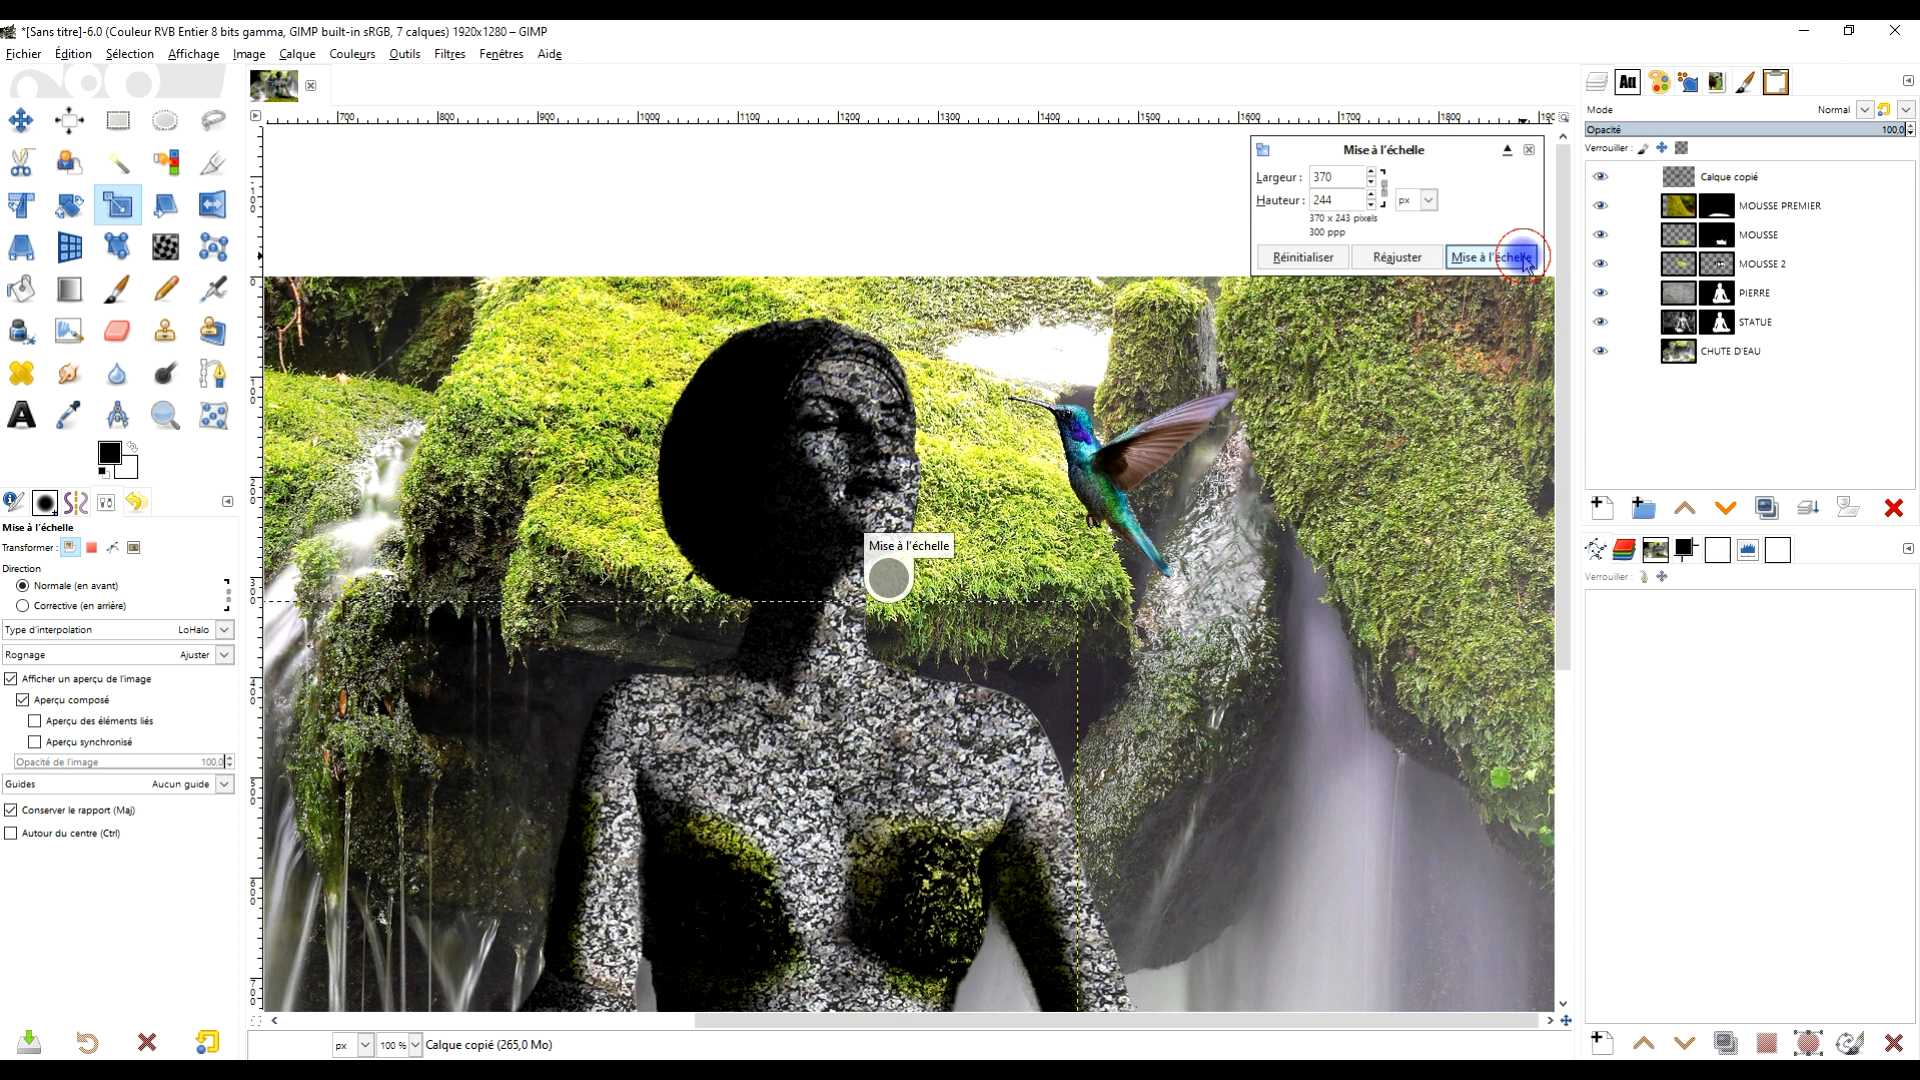 *[Sans titre]-6.0 (Couleur RVB Entier 8 bits gamma, GIMP built-in sRGB, 7 calques) 1920x1280 – GIMP
Fichier Édition Sélection Affichage Image Calque Couleurs Outils Filtres Fenêtres Aide
700 800 900 1000 1100 1200 1300 1400 1500 1600 1700 1800 190
Mise à l'échelle
Largeur : 370
Hauteur : 244 px
370 x 243 pixels
300 ppp
Réinitialiser Réajuster Mise à l'échelle
Mode Normal
Opacité 100,0
Verrouiller :
Calque copié
MOUSSE PREMIER
MOUSSE
MOUSSE 2
PIERRE
STATUE
CHUTE D'EAU
Verrouiller :
Mise à l'échelle
Mise à l'échelle
Transformer :
Direction
Normale (en avant)
Corrective (en arrière)
Type d'interpolation LoHalo
Rognage Ajuster
Afficher un aperçu de l'image
Aperçu composé
Aperçu des éléments liés
Aperçu synchronisé
Opacité de l'image 100,0
Guides Aucun guide
Conserver le rapport (Maj)
Autour du centre (Ctrl)
px 100 % Calque copié (265,0 Mo)